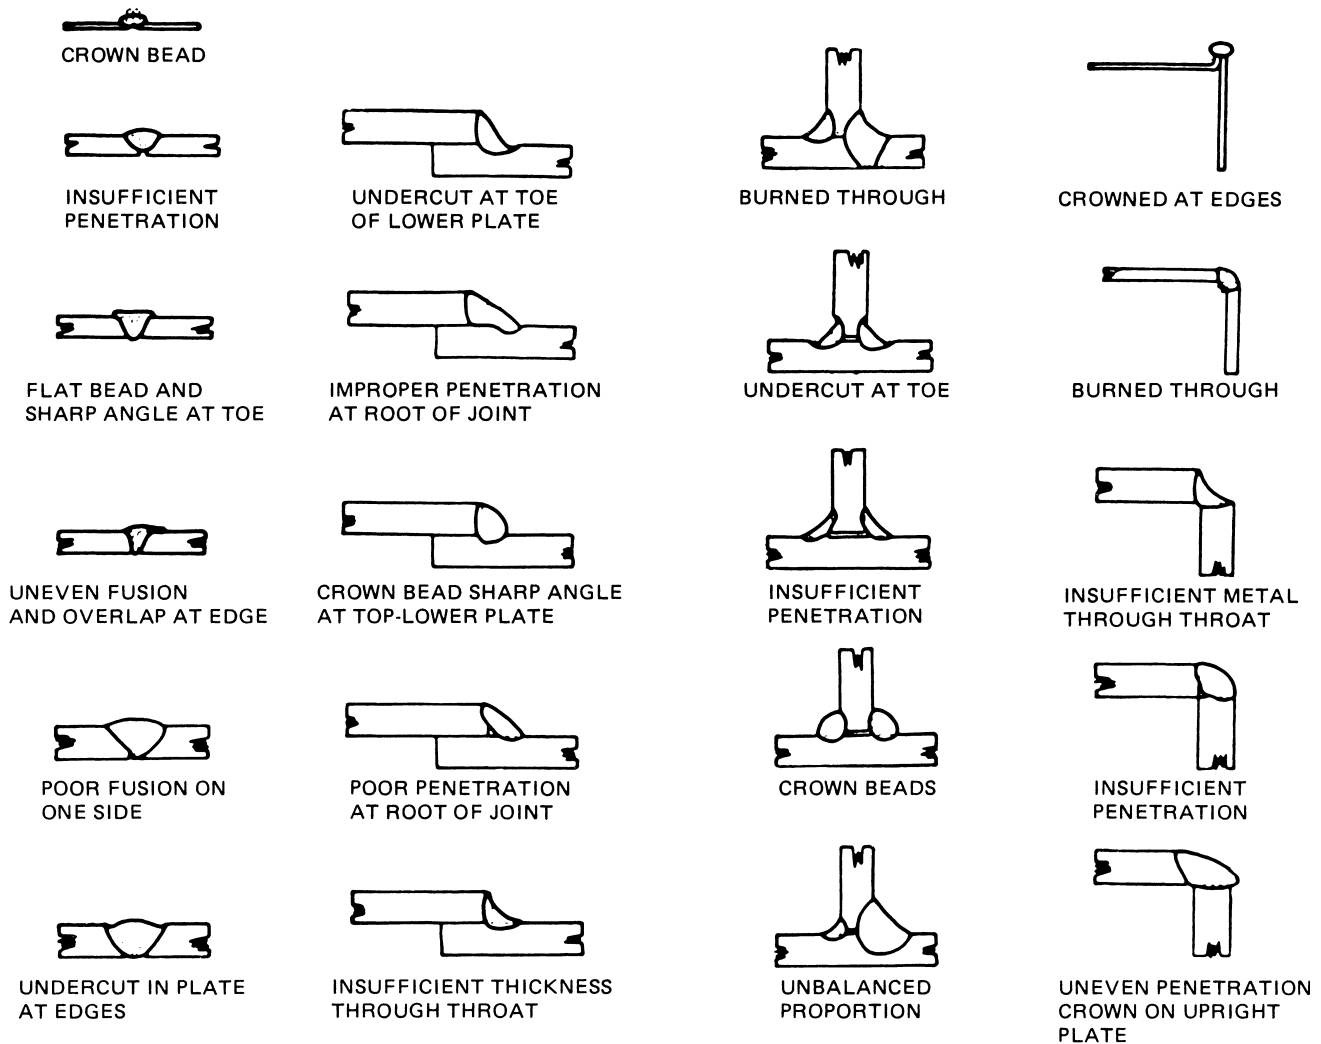 CROWN BEAD
INSUFFICIENT
PENETRATION
FLAT BEAD AND
SHARP ANGLE AT TOE
UNEVEN FUSION
AND OVERLAP AT EDGE
POOR FUSION ON
ONE SIDE
UNDERCUT IN PLATE
AT EDGES
UNDERCUT AT TOE
OF LOWER PLATE
IMPROPER PENETRATION
AT ROOT OF JOINT
CROWN BEAD SHARP ANGLE
AT TOP-LOWER PLATE
POOR PENETRATION
AT ROOT OF JOINT
INSUFFICIENT THICKNESS
THROUGH THROAT
BURNED THROUGH
UNDERCUT AT TOE
INSUFFICIENT
PENETRATION
CROWN BEADS
UNBALANCED
PROPORTION
CROWNED AT EDGES
BURNED THROUGH
INSUFFICIENT METAL
THROUGH THROAT
INSUFFICIENT
PENETRATION
UNEVEN PENETRATION
CROWN ON UPRIGHT
PLATE